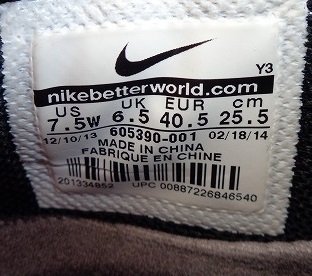 Y3
nikebetterworld.com
US UK EUR cm
7.5W 6.5 40.5 25.5
12/10/13 605390-001 02/18/14
MADE IN CHINA
FABRIQUE EN CHINE
201334852 UPC 00887226846540